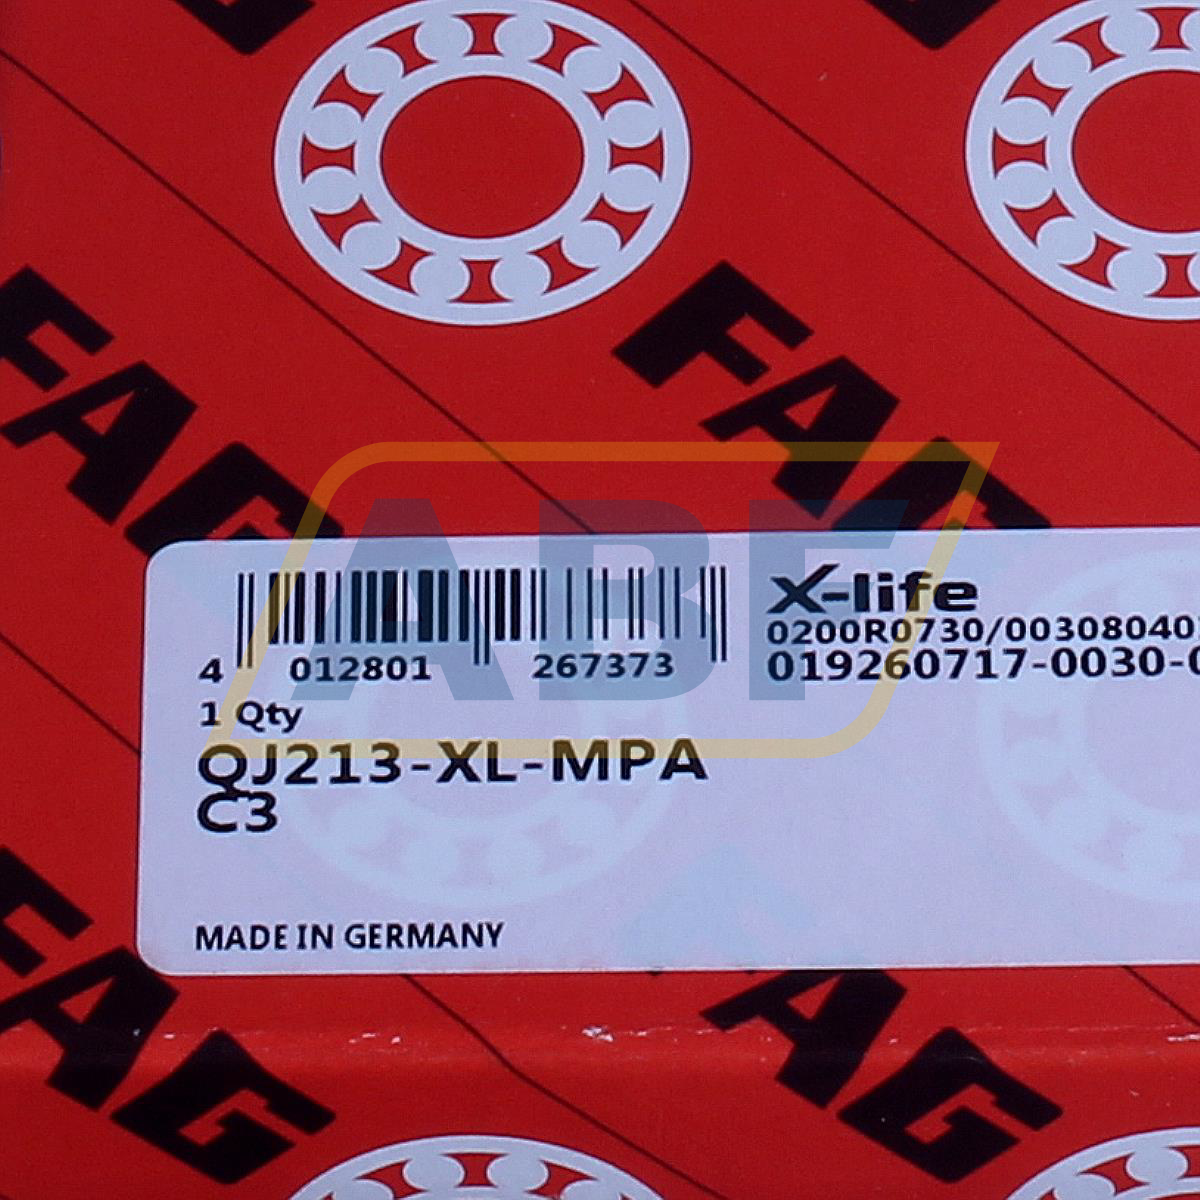 FAG
FAG
ABF
X-life
0200R0730/00308040
019260717-0030-
4 012801 267373
1 Qty
QJ213-XL-MPA
C3
MADE IN GERMANY
FAG
FAG